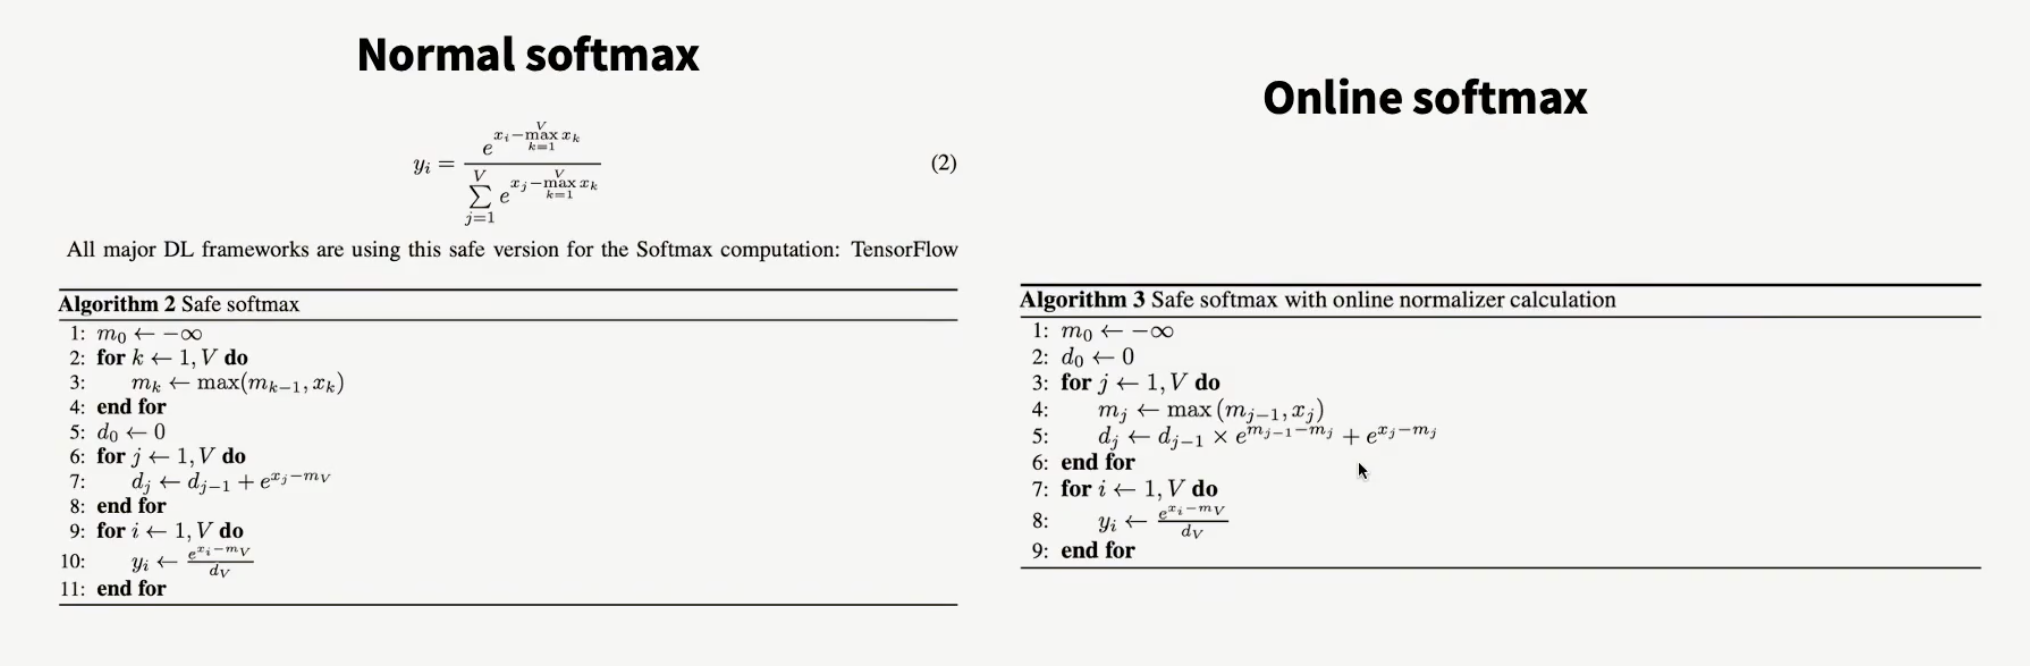 Normal softmax
y_i = \frac{e^{x_i - \max_{k=1}^{V} x_k}}{\sum_{j=1}^{V} e^{x_j - \max_{k=1}^{V} x_k}} (2)
All major DL frameworks are using this safe version for the Softmax computation: TensorFlow
Algorithm 2 Safe softmax
1: m_0 ← −∞
2: for k ← 1, V do
3: m_k ← max(m_{k−1}, x_k)
4: end for
5: d_0 ← 0
6: for j ← 1, V do
7: d_j ← d_{j−1} + e^{x_j−m_V}
8: end for
9: for i ← 1, V do
10: y_i ← \frac{e^{x_i−m_V}}{d_V}
11: end for
Online softmax
Algorithm 3 Safe softmax with online normalizer calculation
1: m_0 ← −∞
2: d_0 ← 0
3: for j ← 1, V do
4: m_j ← max (m_{j−1}, x_j)
5: d_j ← d_{j−1} × e^{m_{j−1}−m_j} + e^{x_j−m_j}
6: end for
7: for i ← 1, V do
8: y_i ← \frac{e^{x_i−m_V}}{d_V}
9: end for